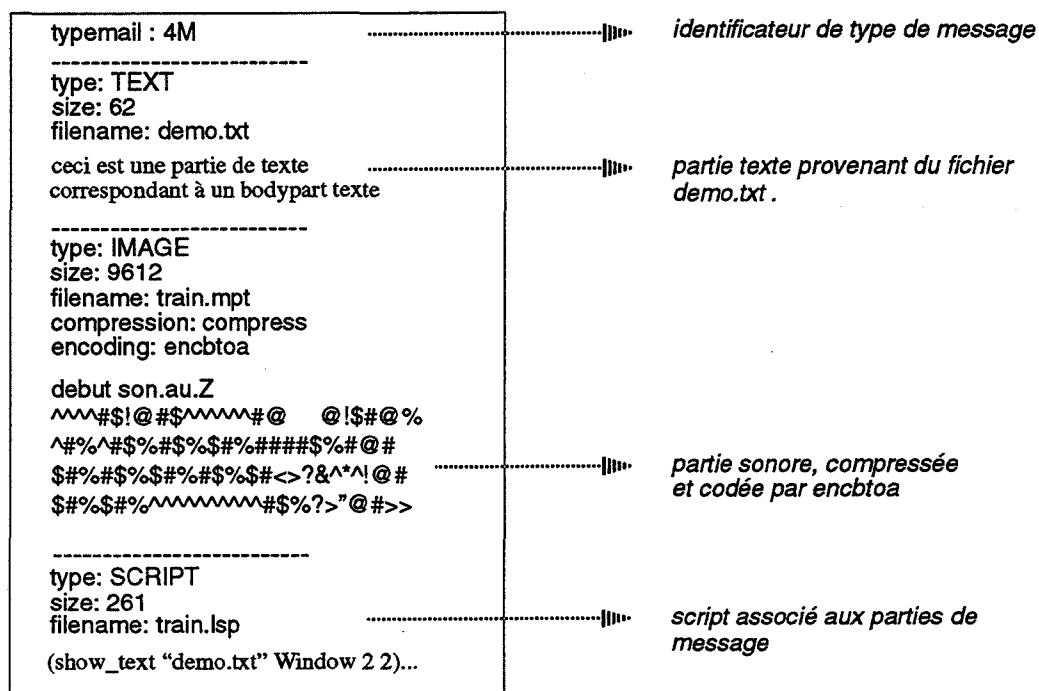 typemail : 4M
identificateur de type de message
--------------------------
type: TEXT
size: 62
filename: demo.txt
ceci est une partie de texte
correspondant à un bodypart texte
partie texte provenant du fichier
demo.txt .
--------------------------
type: IMAGE
size: 9612
filename: train.mpt
compression: compress
encoding: encbtoa
debut son.au.Z
^^^^#$!@#$^^^^^^#@ @!$#@%
^#%^#$%#$%$#%####$%#@#
$#%#$%$#%#$%$#<>?&^*^!@#
$#%$#%^^^^^^^^^^#$%?>”@#>>
partie sonore, compressée
et codée par encbtoa
--------------------------
type: SCRIPT
size: 261
filename: train.lsp
(show_text “demo.txt” Window 2 2)...
script associé aux parties de
message